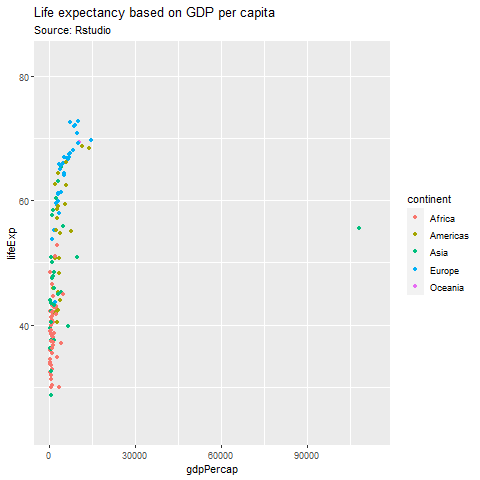 Life expectancy based on GDP per capita
Source: Rstudio
80
60
40
lifeExp
0 30000 60000 90000
gdpPercap
continent
Africa
Americas
Asia
Europe
Oceania